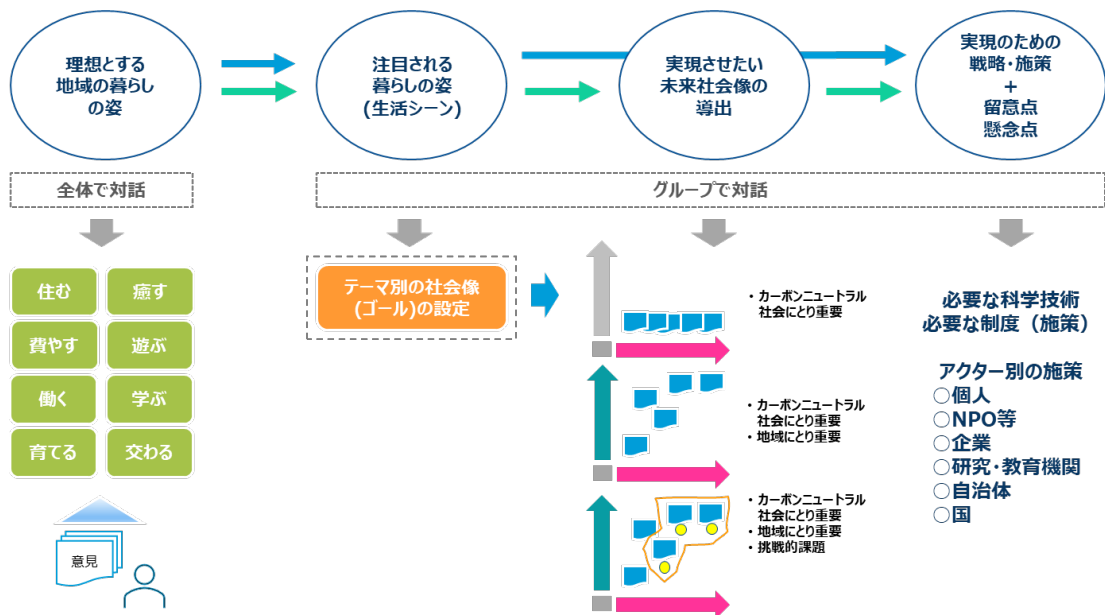 理想とする
地域の暮らし
の姿
注目される
暮らしの姿
(生活シーン)
実現させたい
未来社会像の
導出
実現のための
戦略・施策
+
留意点
懸念点
全体で対話
グループで対話
住む
癒す
費やす
遊ぶ
働く
学ぶ
育てる
交わる
意見
テーマ別の社会像
(ゴール)の設定
・カーボンニュートラル
社会にとり重要
・カーボンニュートラル
社会にとり重要
・地域にとり重要
・カーボンニュートラル
社会にとり重要
・地域にとり重要
・挑戦的課題
必要な科学技術
必要な制度（施策）
アクター別の施策
○個人
○NPO等
○企業
○研究・教育機関
○自治体
○国